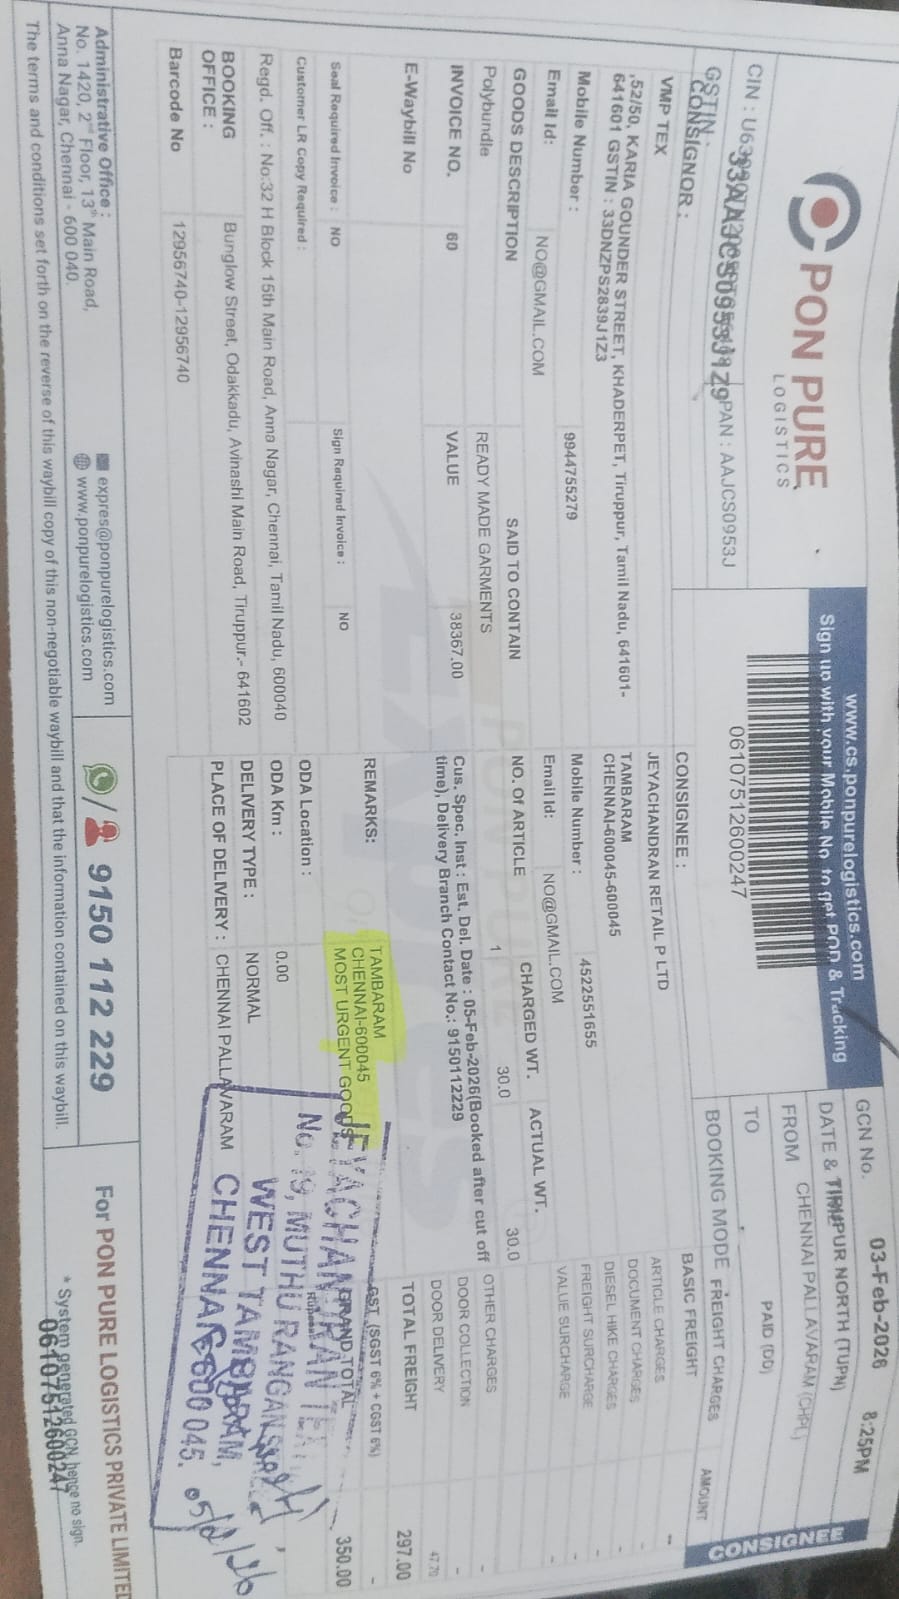 PON PURE
LOGISTICS
PAN : AAJCS0953J
www.cs.ponpurelogistics.com
Sign up with your Mobile No. to get POD & Tracking
061075126​00247
GCN No.
DATE & 03-Feb-2026 8:25PM
FROM TIRUPUR NORTH (TUPN)
TO CHENNAI PALLAVARAM (CHPL)
BOOKING MODE PAID (DD)
CONSIGNEE
CONSIGNOR :
VMP TEX
,52/50, KARIA GOUNDER STREET, KHADERPET, Tiruppur, Tamil Nadu, 641601-
641601 GSTIN : 33DNZPS2839J1Z3
Mobile Number : 9944755279
Email Id: NO@GMAIL.COM
CONSIGNEE :
JEYACHANDRAN RETAIL P LTD
TAMBARAM
CHENNAI-600045-600045
Mobile Number : 4522551655
Email Id: NO@GMAIL.COM
GOODS DESCRIPTION SAID TO CONTAIN NO. Of ARTICLE CHARGED WT. ACTUAL WT.
Polybundle READY MADE GARMENTS 1 30.0 30.0
INVOICE NO. 60 VALUE 38367.00
Cus. Spec. Inst : Est. Del. Date : 05-Feb-2026(Booked after cut off
time), Delivery Branch Contact No.: 9150112229
E-Waybill No
REMARKS: TAMBARAM
CHENNAI-600045
MOST URGENT GOODS
Seal Required Invoice : NO Sign Required Invoice : NO
Customer LR Copy Required :
ODA Location :
Regd. Off. : No:32 H Block 15th Main Road, Anna Nagar, Chennai, Tamil Nadu, 600040
ODA Km : 0.00
BOOKING OFFICE : Bunglow Street, Odakkadu, Avinashi Main Road, Tiruppur.- 641602
DELIVERY TYPE : NORMAL
PLACE OF DELIVERY : CHENNAI PALLAVARAM
Barcode No 12956740-12956740
FREIGHT CHARGES AMOUNT
BASIC FREIGHT --
ARTICLE CHARGES -
DOCUMENT CHARGES -
DIESEL HIKE CHARGES -
FREIGHT SURCHARGE -
VALUE SURCHARGE -
OTHER CHARGES -
DOOR COLLECTION -
DOOR DELIVERY 47.70
TOTAL FREIGHT 297.00
GST (SGST 6% + CGST 6%) -
GRAND TOTAL 350.00
JEYACHANDRAN
No. 19, MUTHU RANGAN
WEST TAMBARAM,
CHENNAI-600 045.
05/2/26
Administrative Office :
No. 1420, 2nd Floor, 13th Main Road,
Anna Nagar, Chennai - 600 040.
expres@ponpurelogistics.com
www.ponpurelogistics.com
9150 112 229
For PON PURE LOGISTICS PRIVATE LIMITED
* System generated GCN, hence no sign.
06107512600247
The terms and conditions set forth on the reverse of this waybill copy of this non-negotiable waybill and that the information contained on this waybill.